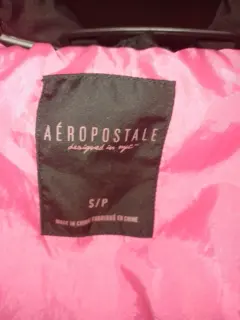 AÉROPOSTALE
designed in nyc
S/P
MADE IN CHINA/FABRIQUÉ EN CHINE